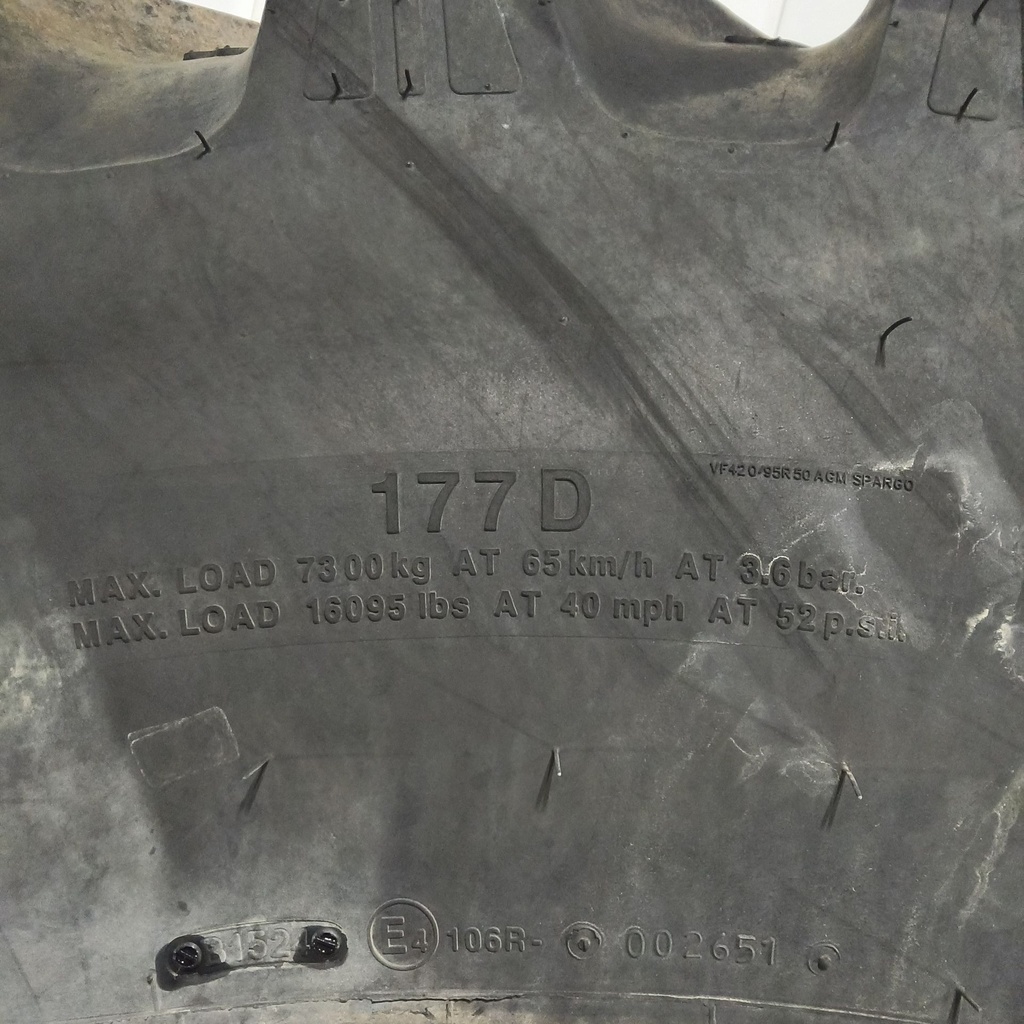 VF420/95R50 AGM SPARGO
177 D
MAX. LOAD 7300 kg AT 65 km/h AT 3.6 bar.
MAX. LOAD 16095 lbs AT 40 mph AT 52 p.s.i.
E4 106R- 002651